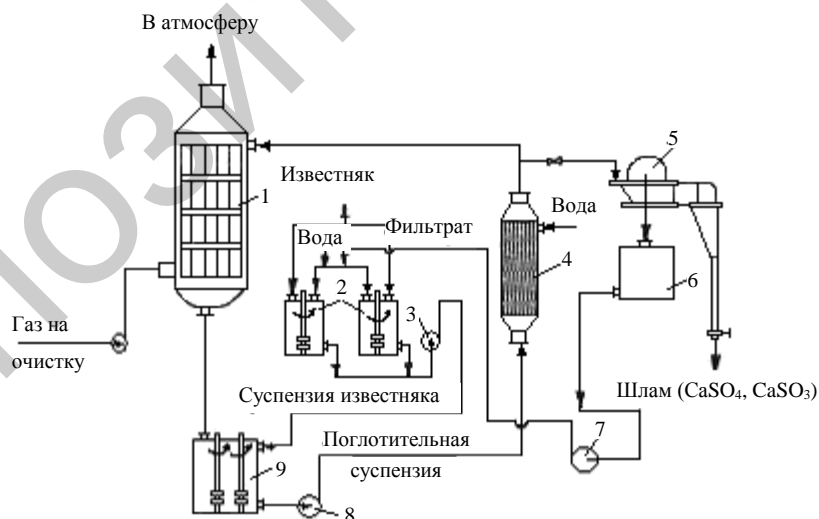 В атмосферу
Известняк
Вода
Фильтрат
Вода
Газ на
очистку
Суспензия известняка
Поглотительная
суспензия
Шлам (CaSO₄, CaSO₃)
1
2
3
4
5
6
7
8
9
ПОЗИТ